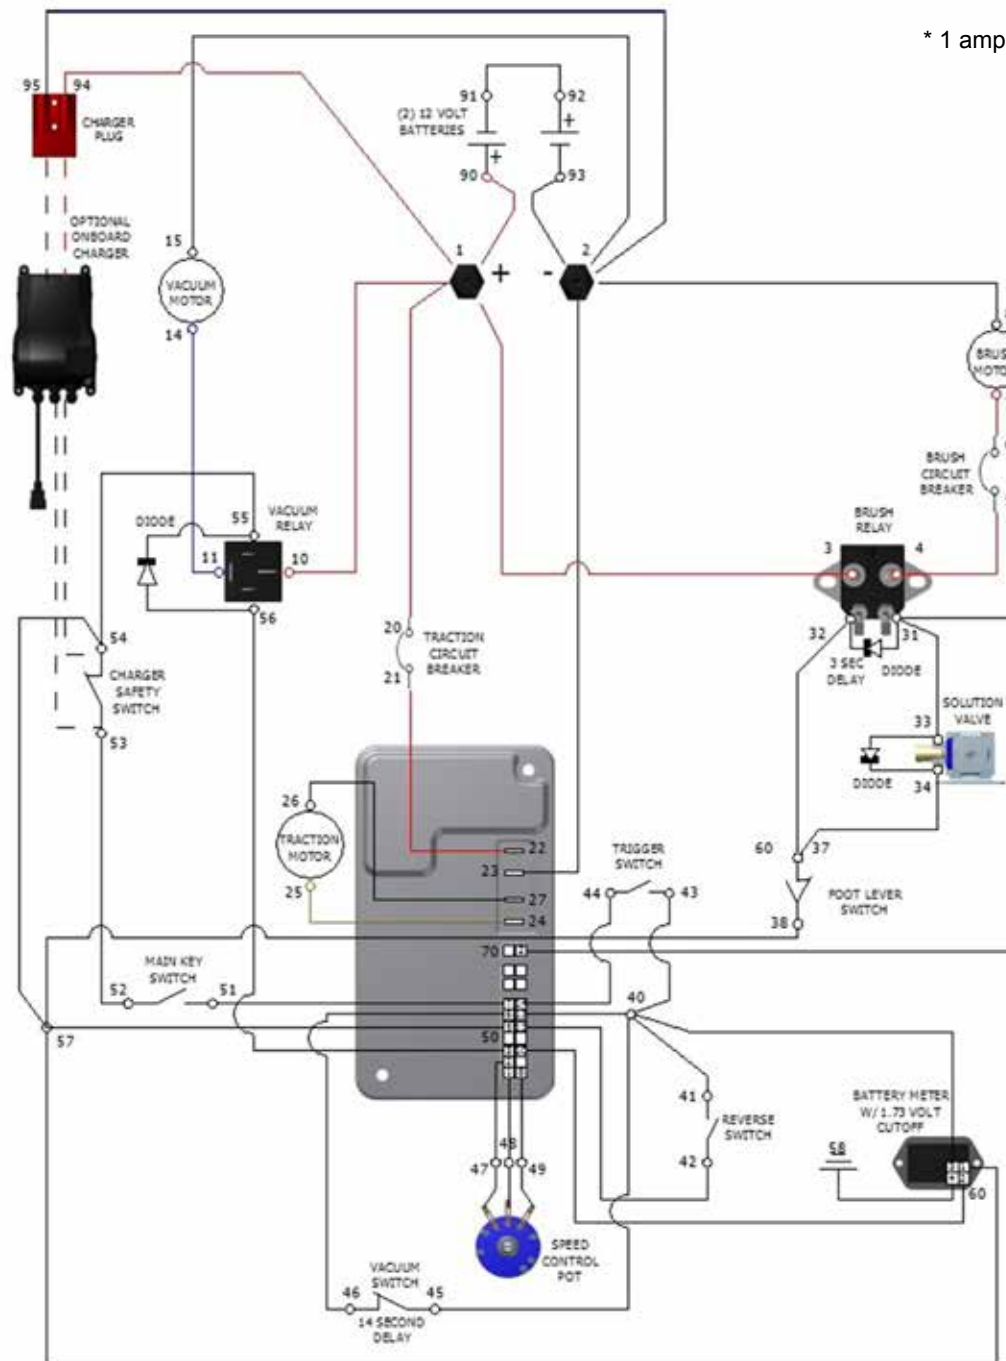 * 1 amp
95
94
CHARGER
PLUG
91
92
(2) 12 VOLT
BATTERIES
+
+
90
93
OPTIONAL
ONBOARD
CHARGER
15
1
2
+
-
VACUUM
MOTOR
14
BRUSH
CIRCUIT
BREAKER
BRUSH
RELAY
3
4
DIODE
55
VACUUM
RELAY
11
10
56
20
TRACTION
CIRCUIT
BREAKER
21
54
CHARGER
SAFETY
SWITCH
53
32
31
3 SEC
DELAY
DIODE
SOLUTION
VALVE
33
DIODE
34
26
TRACTION
MOTOR
25
22
23
27
24
TRIGGER
SWITCH
44
43
60
37
FOOT LEVER
SWITCH
38
70
MAIN KEY
SWITCH
52
51
40
57
50
41
REVERSE
SWITCH
42
BATTERY METER
W/ 1.73 VOLT
CUTOFF
58
60
47
48
49
SPEED
CONTROL
POT
VACUUM
SWITCH
46
45
14 SECOND
DELAY